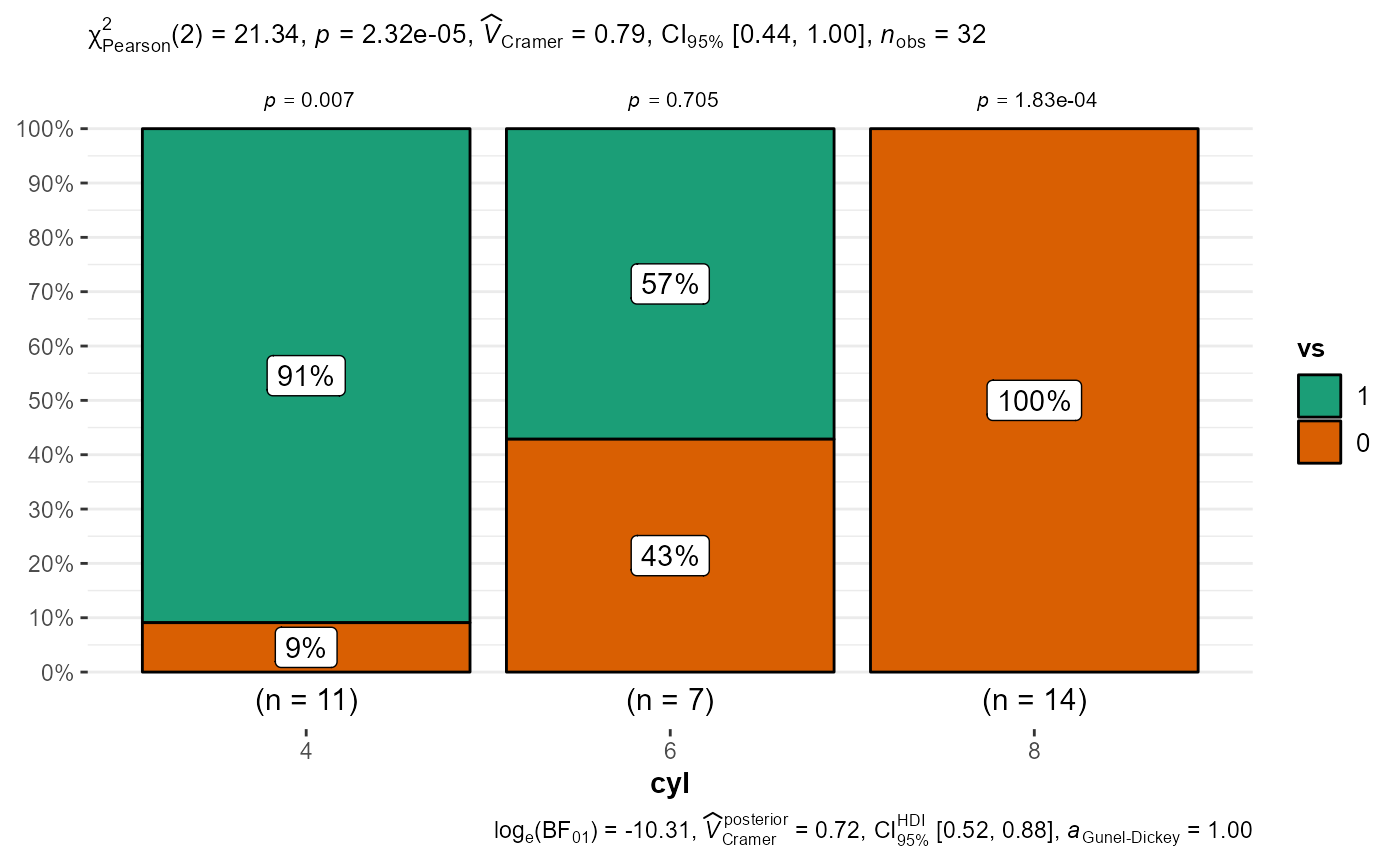 χ²Pearson(2) = 21.34, p = 2.32e-05, V̂Cramer = 0.79, CI95% [0.44, 1.00], nobs = 32
p = 0.007 p = 0.705 p = 1.83e-04
100%
90%
80%
70%
60%
50%
40%
30%
20%
10%
0%
91%
9%
57%
43%
100%
vs
1
0
(n = 11) (n = 7) (n = 14)
4 6 8
cyl
loge(BF01) = -10.31, V̂posteriorCramer = 0.72, CIHDI95% [0.52, 0.88], aGunel-Dickey = 1.00